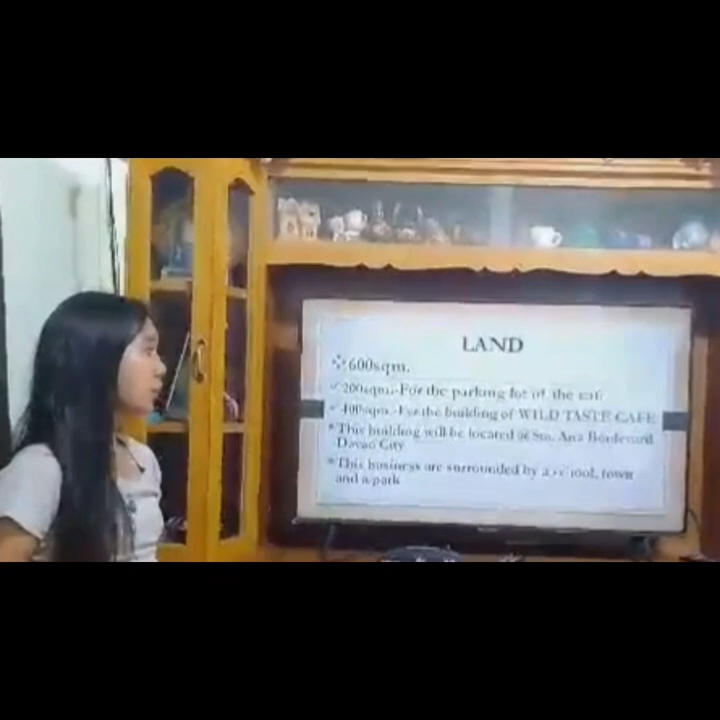 LAND
600sqm.
200sqm.-For the parking lot of the cafe
400sqm.-For the building of WILD TASTE CAFE
This building will be located @Sta. Ana Boulevard
Davao City
This business are surrounded by a school, town
and a park